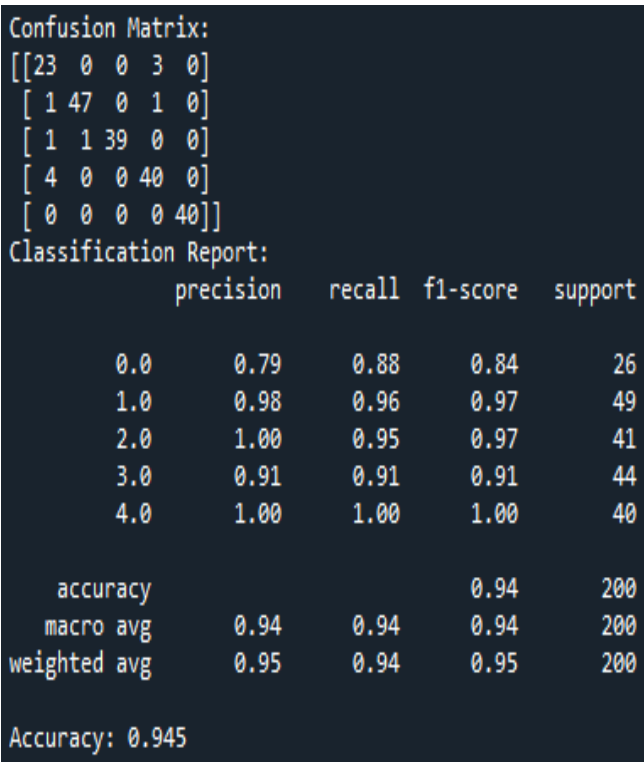 Confusion Matrix:
[[23  0  0  3  0]
 [ 1 47  0  1  0]
 [ 1  1 39  0  0]
 [ 4  0  0 40  0]
 [ 0  0  0  0 40]]
Classification Report:
              precision    recall  f1-score   support

         0.0       0.79      0.88      0.84        26
         1.0       0.98      0.96      0.97        49
         2.0       1.00      0.95      0.97        41
         3.0       0.91      0.91      0.91        44
         4.0       1.00      1.00      1.00        40

    accuracy                           0.94       200
   macro avg       0.94      0.94      0.94       200
weighted avg       0.95      0.94      0.95       200

Accuracy: 0.945